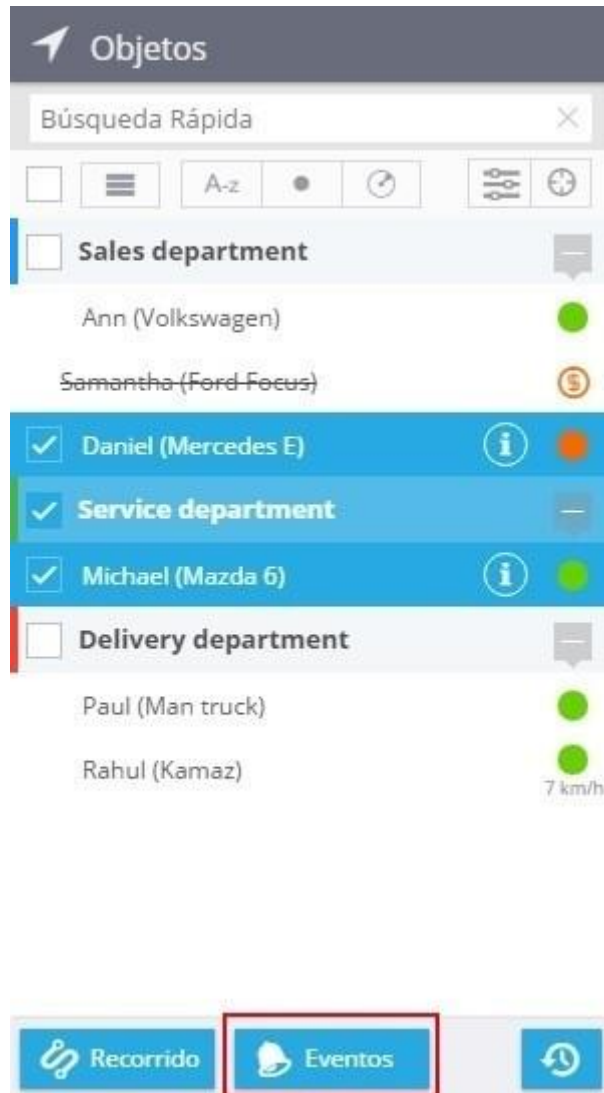 Objetos
Búsqueda Rápida
A-z
Sales department
Ann (Volkswagen)
Samantha (Ford Focus)
Daniel (Mercedes E)
Service department
Michael (Mazda 6)
Delivery department
Paul (Man truck)
Rahul (Kamaz)
7 km/h
Recorrido Eventos